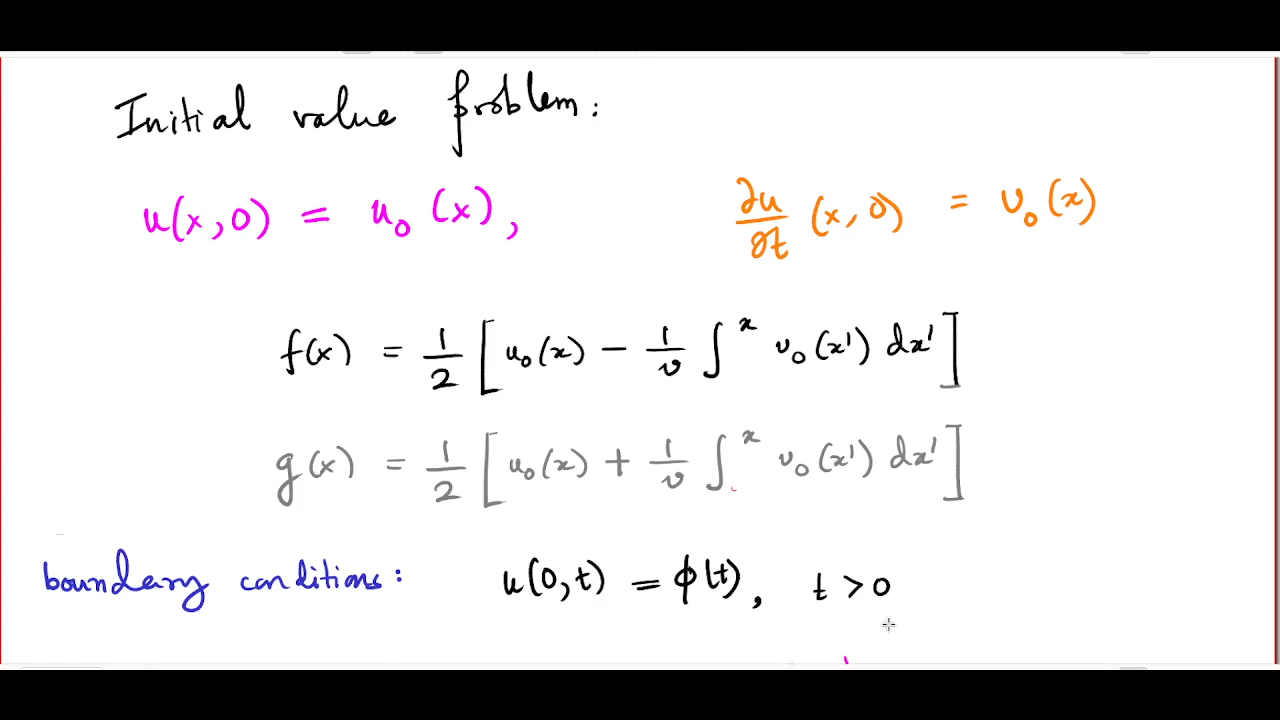 Initial value problem:
u(x,0) = u₀(x), ∂u/∂t (x,0) = v₀(x)
f(x) = 1/2 [u₀(x) − 1/v ∫^x v₀(x') dx']
g(x) = 1/2 [u₀(x) + 1/v ∫^x v₀(x') dx']
boundary conditions: u(0,t) = ϕ(t), t > 0